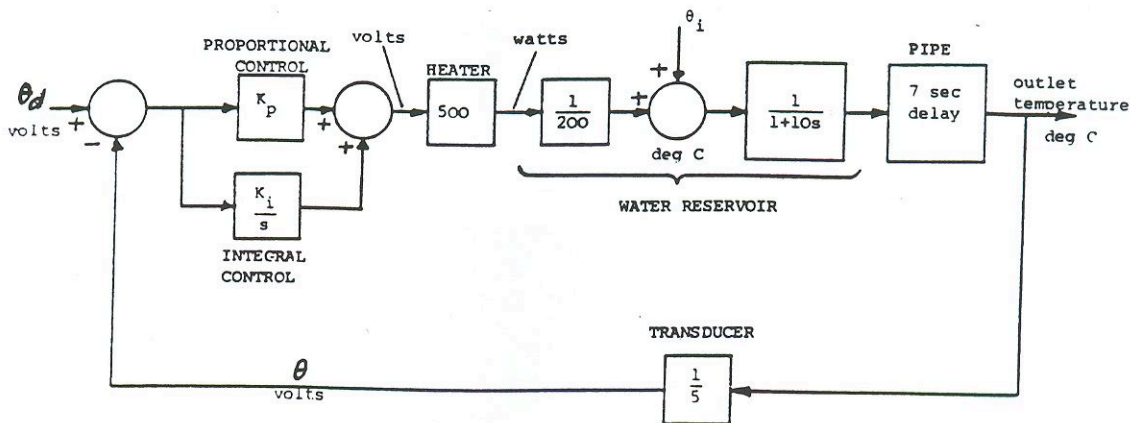 θi
PROPORTIONAL
CONTROL
volts
watts
HEATER
PIPE
θd
volts
+
-
Kp
+
+
500
1
200
+
+
deg C
1
1+10s
7 sec
delay
outlet
temperature
deg C
Ki
s
INTEGRAL
CONTROL
WATER RESERVOIR
TRANSDUCER
1
5
θ
volts